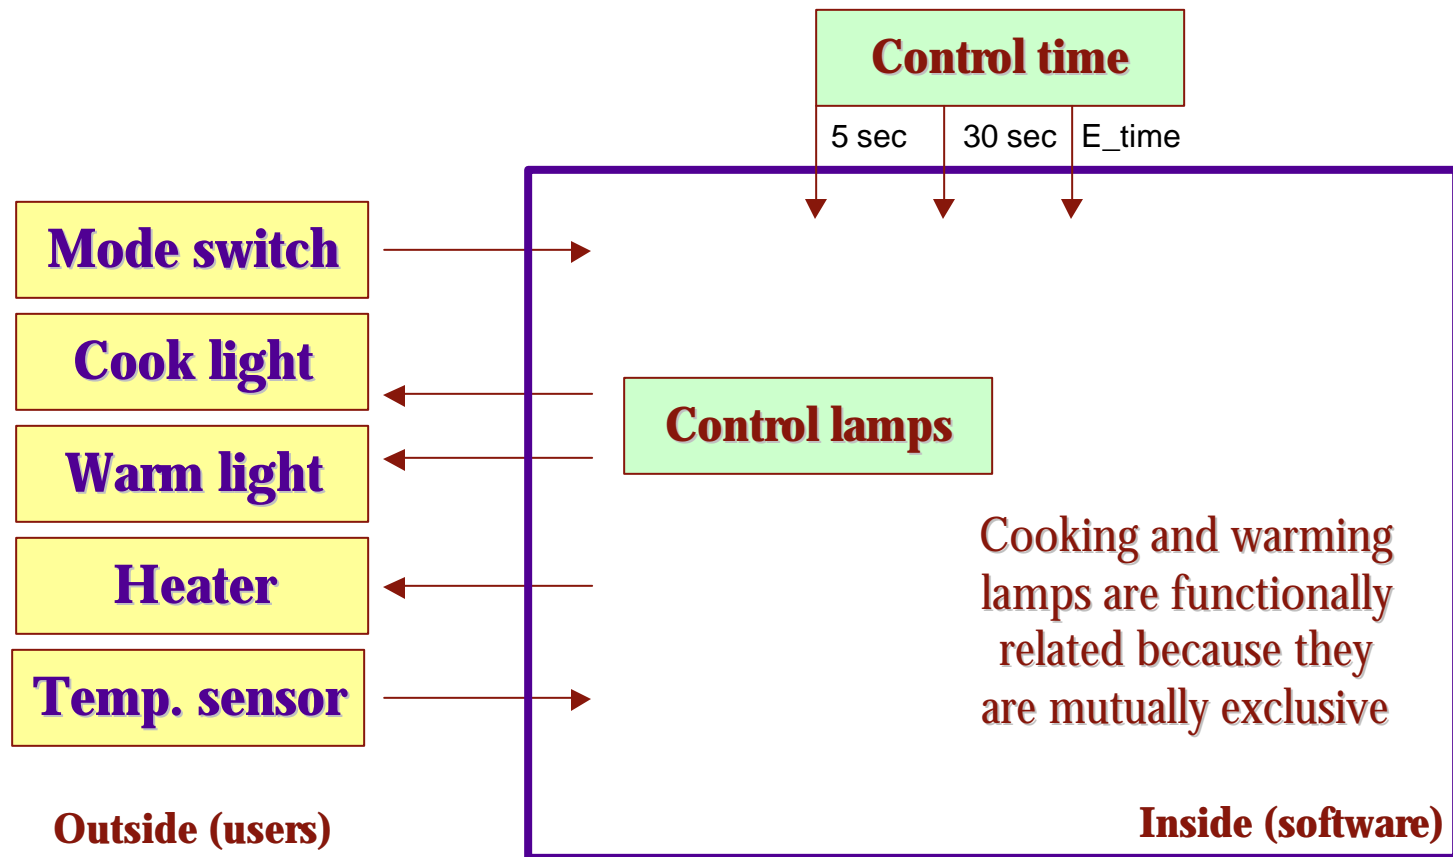 Control time
5 sec 30 sec E_time
Mode switch
Cook light
Warm light
Heater
Temp. sensor
Outside (users)
Control lamps
Cooking and warming
lamps are functionally
related because they
are mutually exclusive
Inside (software)